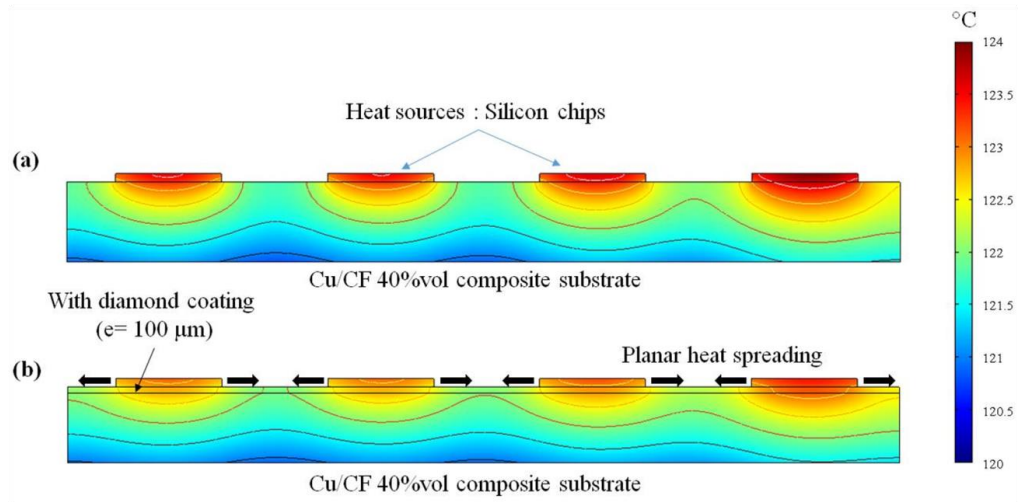 °C
124
123.5
123
122.5
122
121.5
121
120.5
120
Heat sources : Silicon chips
(a)
Cu/CF 40%vol composite substrate
With diamond coating
(e= 100 µm)
Planar heat spreading
(b)
Cu/CF 40%vol composite substrate